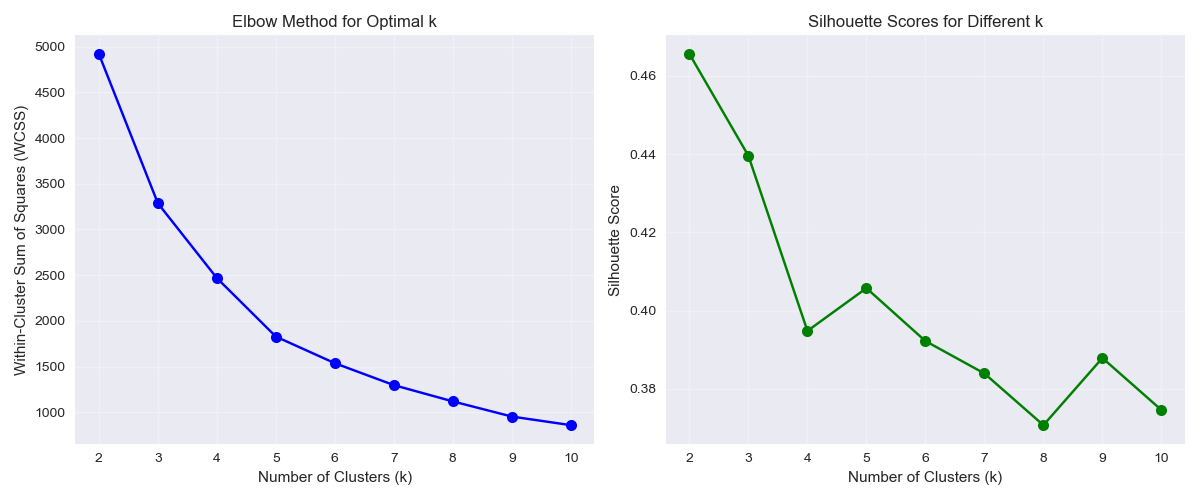 Elbow Method for Optimal k
Within-Cluster Sum of Squares (WCSS)
5000
4500
4000
3500
3000
2500
2000
1500
1000
2 3 4 5 6 7 8 9 10
Number of Clusters (k)
Silhouette Scores for Different k
Silhouette Score
0.46
0.44
0.42
0.40
0.38
2 3 4 5 6 7 8 9 10
Number of Clusters (k)